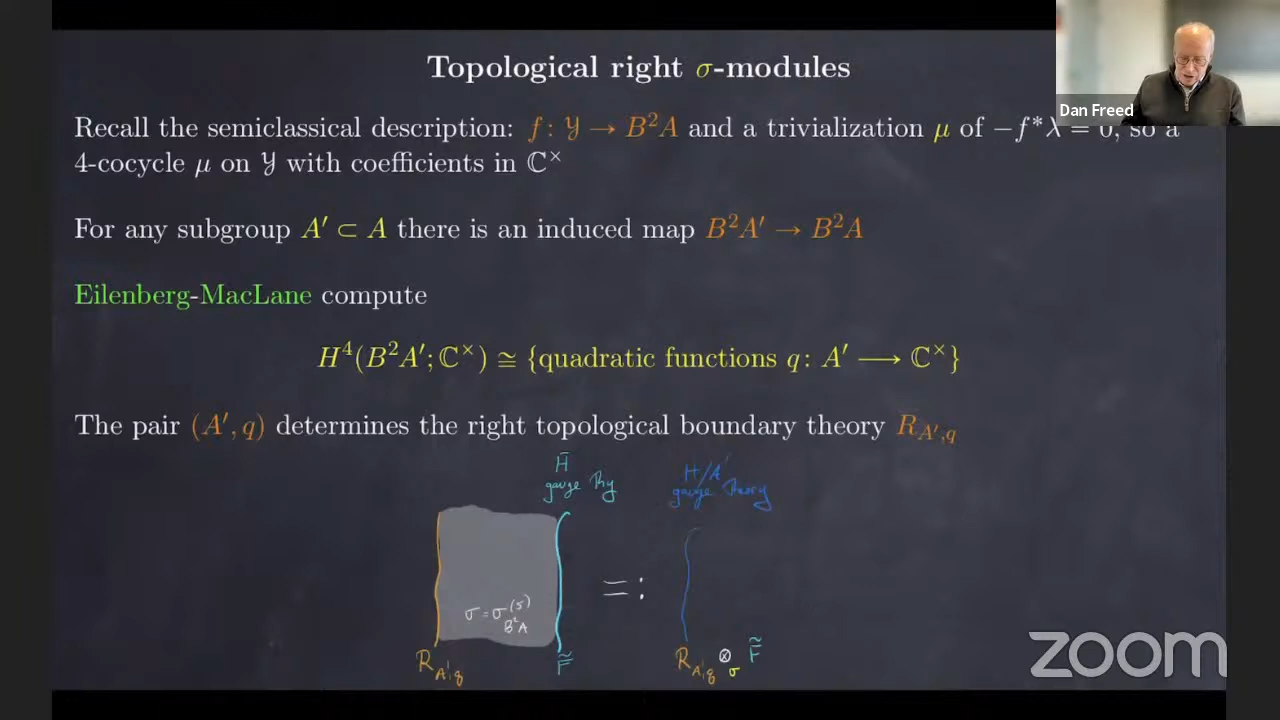 Topological right σ-modules
Dan Freed
Recall the semiclassical description: f: 𝒴 → B²A and a trivialization μ of −f*λ = 0, so a
4-cocycle μ on 𝒴 with coefficients in ℂ×
For any subgroup A′ ⊂ A there is an induced map B²A′ → B²A
Eilenberg-MacLane compute
H⁴(B²A′; ℂ×) ≅ {quadratic functions q: A′ ⟶ ℂ×}
The pair (A′, q) determines the right topological boundary theory R_{A′,q}
H̄ H/A′
gauge thy gauge theory
=:
σ = σ^{(5)}_{B²A}
R_{A′,q} F̃ R_{A′,q} ⊗_σ F̃
zoom